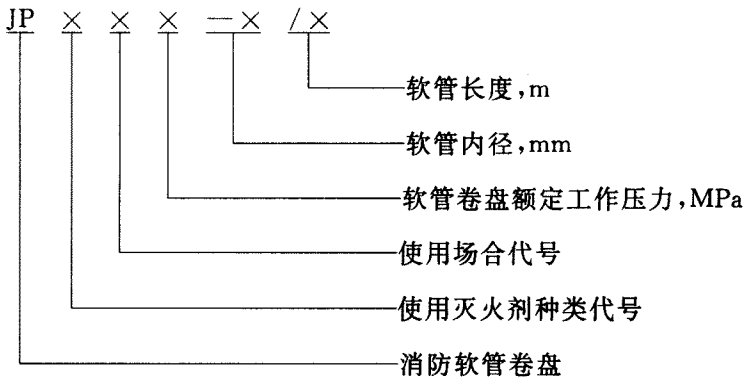 JP × × × －× /×
软管长度,m
软管内径,mm
软管卷盘额定工作压力,MPa
使用场合代号
使用灭火剂种类代号
消防软管卷盘